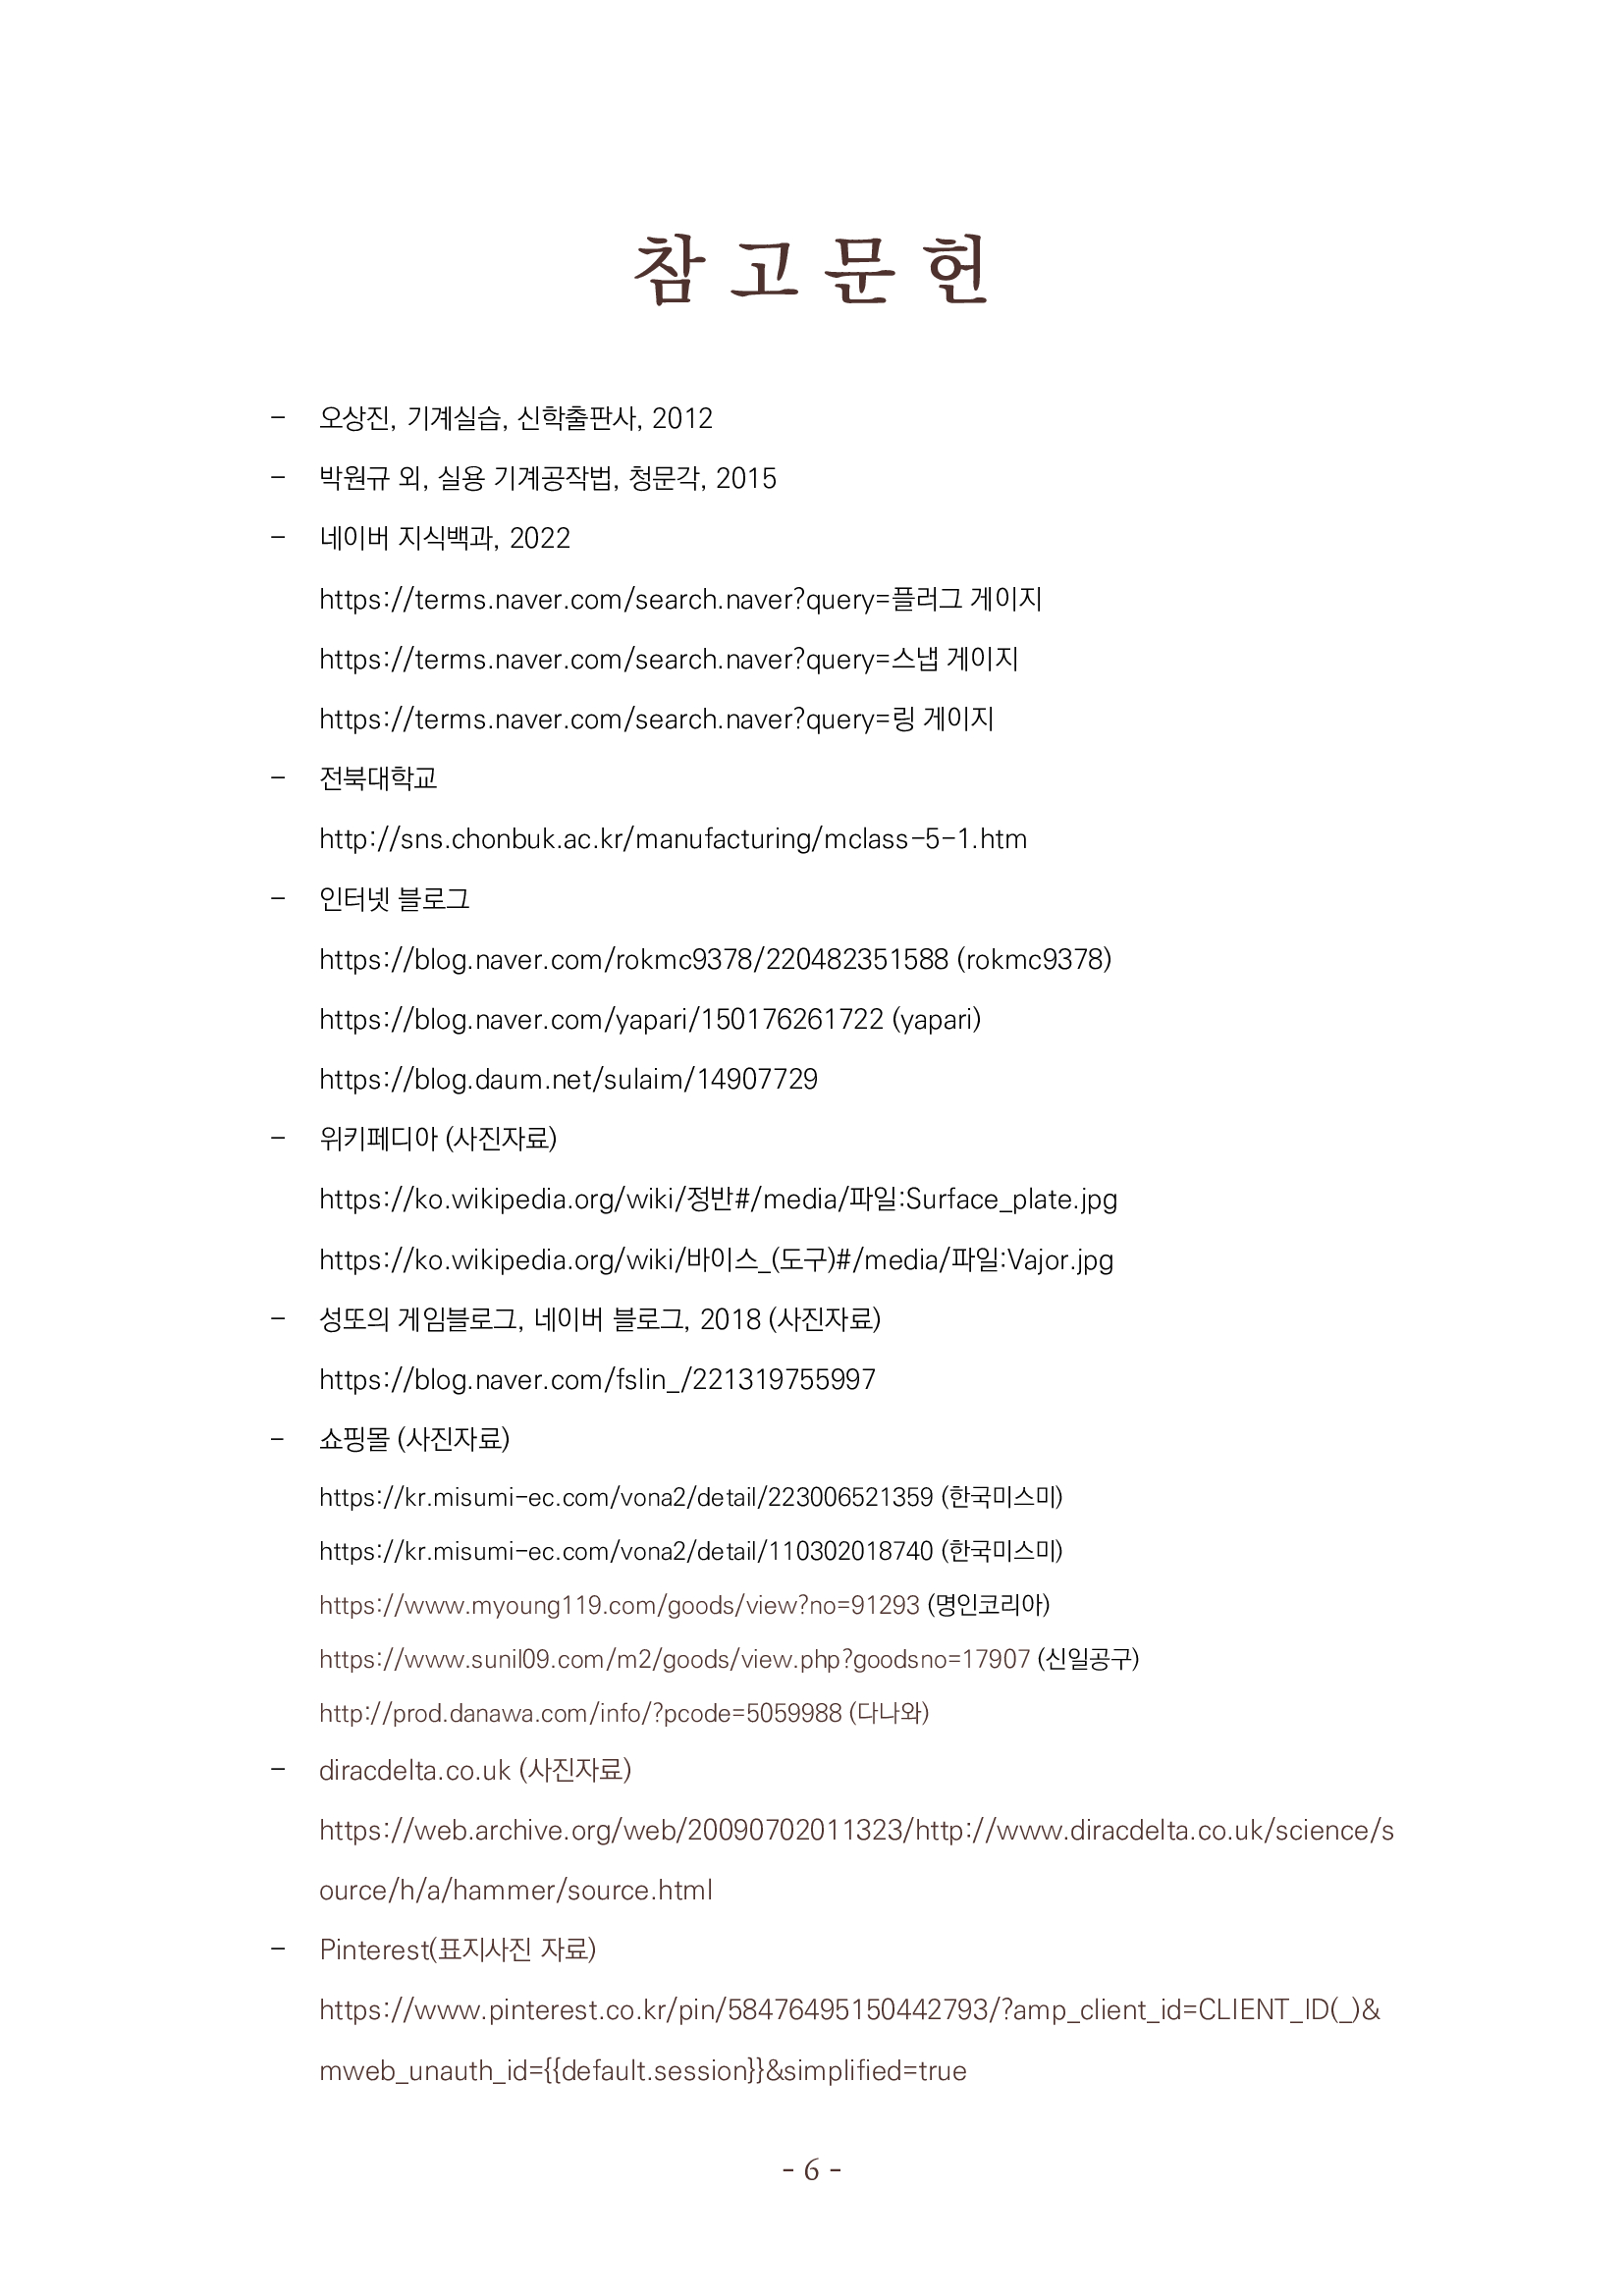 참 고 문 헌
- 오상진, 기계실습, 신학출판사, 2012
- 박원규 외, 실용 기계공작법, 청문각, 2015
- 네이버 지식백과, 2022
https://terms.naver.com/search.naver?query=플러그 게이지
https://terms.naver.com/search.naver?query=스냅 게이지
https://terms.naver.com/search.naver?query=링 게이지
- 전북대학교
http://sns.chonbuk.ac.kr/manufacturing/mclass-5-1.htm
- 인터넷 블로그
https://blog.naver.com/rokmc9378/220482351588 (rokmc9378)
https://blog.naver.com/yapari/150176261722 (yapari)
https://blog.daum.net/sulaim/14907729
- 위키페디아 (사진자료)
https://ko.wikipedia.org/wiki/정반#/media/파일:Surface_plate.jpg
https://ko.wikipedia.org/wiki/바이스_(도구)#/media/파일:Vajor.jpg
- 성또의 게임블로그, 네이버 블로그, 2018 (사진자료)
https://blog.naver.com/fslin_/221319755997
- 쇼핑몰 (사진자료)
https://kr.misumi-ec.com/vona2/detail/223006521359 (한국미스미)
https://kr.misumi-ec.com/vona2/detail/110302018740 (한국미스미)
https://www.myoung119.com/goods/view?no=91293 (명인코리아)
https://www.sunil09.com/m2/goods/view.php?goodsno=17907 (신일공구)
http://prod.danawa.com/info/?pcode=5059988 (다나와)
- diracdelta.co.uk (사진자료)
https://web.archive.org/web/20090702011323/http://www.diracdelta.co.uk/science/s
ource/h/a/hammer/source.html
- Pinterest(표지사진 자료)
https://www.pinterest.co.kr/pin/58476495150442793/?amp_client_id=CLIENT_ID(_)&
mweb_unauth_id={{default.session}}&simplified=true
- 6 -